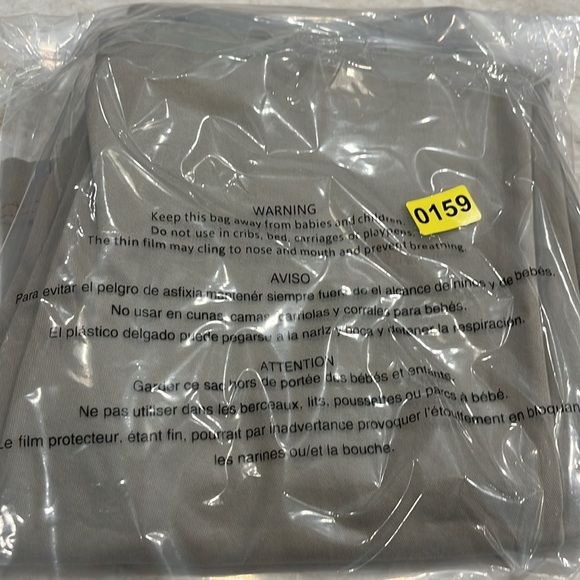 WARNING
Keep this bag away from babies and children.
0159
Do not use in cribs, bed, carriages or playpens.
The thin film may cling to nose and mouth and prevent breathing.
AVISO
Para evitar el pelgro de asfixia mantenér siempre fuera do el alcance de niños y de bebés.
No usar en cunas, camas, carriolas y corrales para bebés.
El plástico delgado puede pegarse a la nariz y boca y detener la respiración.
ATTENTION
Garder ce sac hors de portée des bébés et enfants.
Ne pas utiliser dans les berceaux, lits, poussettes ou parcs à bébé.
Le film protecteur, étant fin, pourrait par inadvertance provoquer l'étouttement en bloquan
les narines ou/et la bouche.